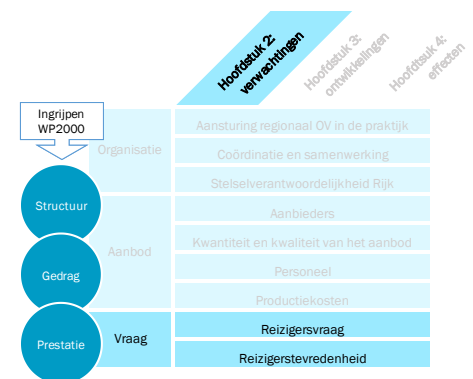 Hoofdstuk 2:
verwachtingen
Hoofdstuk 3:
ontwikkelingen
Hoofdtsuk 4:
effecten
Ingrijpen
WP2000
Organisatie
Aansturing regionaal OV in de praktijk
Coördinatie en samenwerking
Stelselverantwoordelijkheid Rijk
Structuur
Aanbod
Aanbieders
Kwantiteit en kwaliteit van het aanbod
Gedrag
Personeel
Productiekosten
Prestatie
Vraag
Reizigersvraag
Reizigerstevredenheid